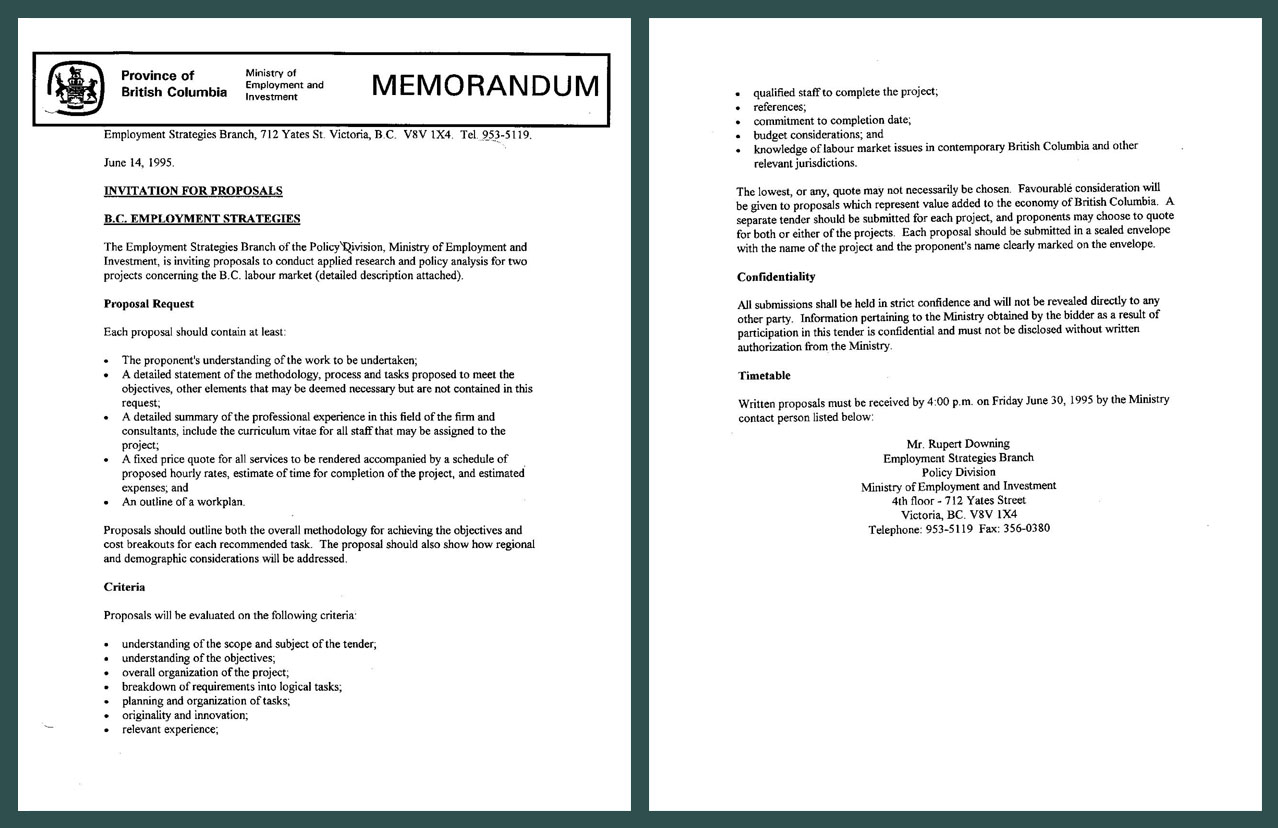 Province of
British Columbia
Ministry of
Employment and
Investment
MEMORANDUM
Employment Strategies Branch, 712 Yates St. Victoria, B.C.  V8V 1X4.  Tel. 953-5119.
June 14, 1995.
INVITATION FOR PROPOSALS
B.C. EMPLOYMENT STRATEGIES
The Employment Strategies Branch of the Policy Division, Ministry of Employment and
Investment, is inviting proposals to conduct applied research and policy analysis for two
projects concerning the B.C. labour market (detailed description attached).
Proposal Request
Each proposal should contain at least:
• The proponent's understanding of the work to be undertaken;
• A detailed statement of the methodology, process and tasks proposed to meet the
objectives, other elements that may be deemed necessary but are not contained in this
request;
• A detailed summary of the professional experience in this field of the firm and
consultants, include the curriculum vitae for all staff that may be assigned to the
project;
• A fixed price quote for all services to be rendered accompanied by a schedule of
proposed hourly rates, estimate of time for completion of the project, and estimated
expenses; and
• An outline of a workplan.
Proposals should outline both the overall methodology for achieving the objectives and
cost breakouts for each recommended task.  The proposal should also show how regional
and demographic considerations will be addressed.
Criteria
Proposals will be evaluated on the following criteria:
• understanding of the scope and subject of the tender;
• understanding of the objectives;
• overall organization of the project;
• breakdown of requirements into logical tasks;
• planning and organization of tasks;
• originality and innovation;
• relevant experience;
• qualified staff to complete the project;
• references;
• commitment to completion date;
• budget considerations; and
• knowledge of labour market issues in contemporary British Columbia and other
relevant jurisdictions.
The lowest, or any, quote may not necessarily be chosen.  Favourable consideration will
be given to proposals which represent value added to the economy of British Columbia.  A
separate tender should be submitted for each project, and proponents may choose to quote
for both or either of the projects.  Each proposal should be submitted in a sealed envelope
with the name of the project and the proponent's name clearly marked on the envelope.
Confidentiality
All submissions shall be held in strict confidence and will not be revealed directly to any
other party.  Information pertaining to the Ministry obtained by the bidder as a result of
participation in this tender is confidential and must not be disclosed without written
authorization from the Ministry.
Timetable
Written proposals must be received by 4:00 p.m. on Friday June 30, 1995 by the Ministry
contact person listed below:
Mr. Rupert Downing
Employment Strategies Branch
Policy Division
Ministry of Employment and Investment
4th floor - 712 Yates Street
Victoria, BC. V8V 1X4
Telephone: 953-5119  Fax: 356-0380